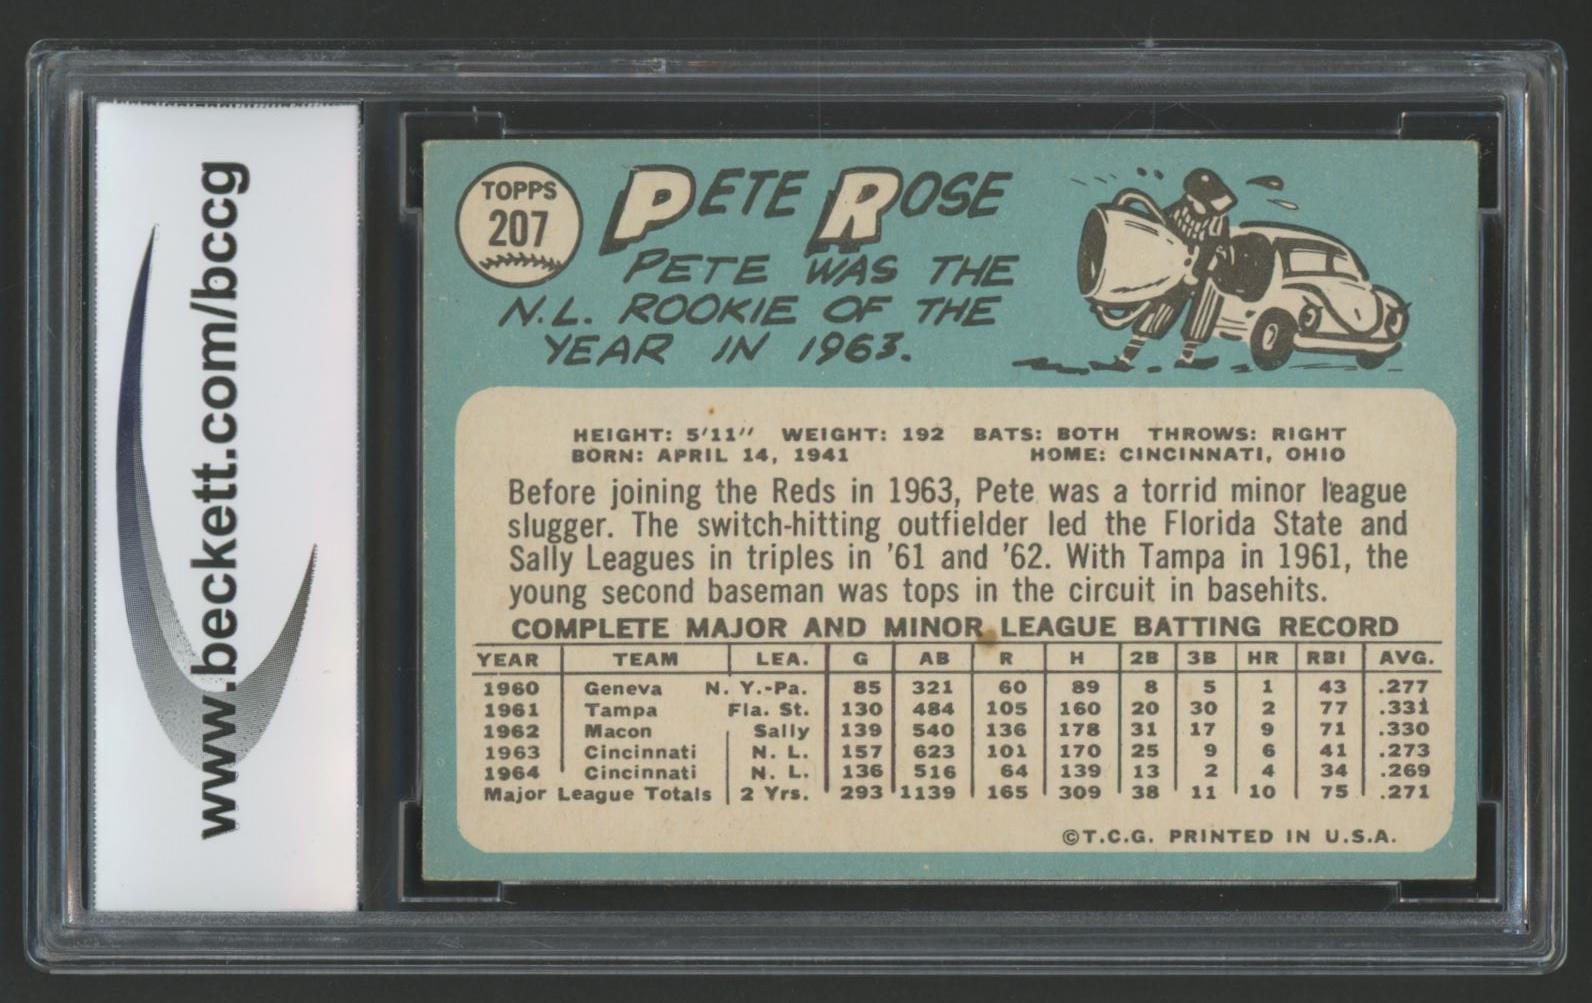 www.beckett.com/bccg
TOPPS
207
PETE ROSE
PETE WAS THE
N.L. ROOKIE OF THE
YEAR IN 1963.
HEIGHT: 5'11" WEIGHT: 192 BATS: BOTH THROWS: RIGHT
BORN: APRIL 14, 1941 HOME: CINCINNATI, OHIO
Before joining the Reds in 1963, Pete was a torrid minor league
slugger. The switch-hitting outfielder led the Florida State and
Sally Leagues in triples in '61 and '62. With Tampa in 1961, the
young second baseman was tops in the circuit in basehits.
COMPLETE MAJOR AND MINOR LEAGUE BATTING RECORD
YEAR TEAM LEA. G AB R H 2B 3B HR RBI AVG.
1960 Geneva N. Y.-Pa. 85 321 60 89 8 5 1 43 .277
1961 Tampa Fla. St. 130 484 105 160 20 30 2 77 .331
1962 Macon Sally 139 540 136 178 31 17 9 71 .330
1963 Cincinnati N. L. 157 623 101 170 25 9 6 41 .273
1964 Cincinnati N. L. 136 516 64 139 13 2 4 34 .269
Major League Totals 2 Yrs. 293 1139 165 309 38 11 10 75 .271
©T.C.G. PRINTED IN U.S.A.